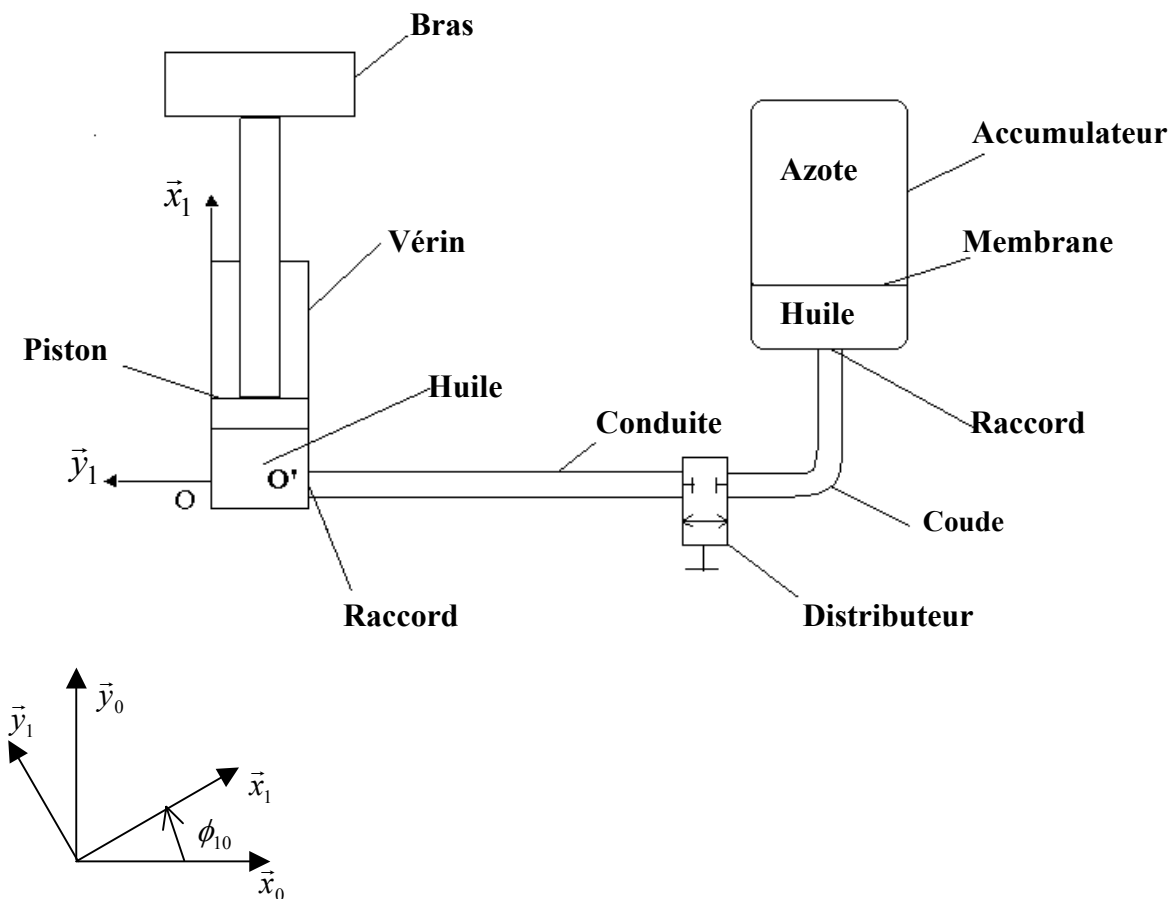 Bras
Accumulateur
Azote
x⃗₁
Vérin
Membrane
Huile
Piston
Huile
Raccord
Conduite
y⃗₁
O
O'
Coude
Raccord
Distributeur
y⃗₀
y⃗₁
x⃗₁
ϕ₁₀
x⃗₀